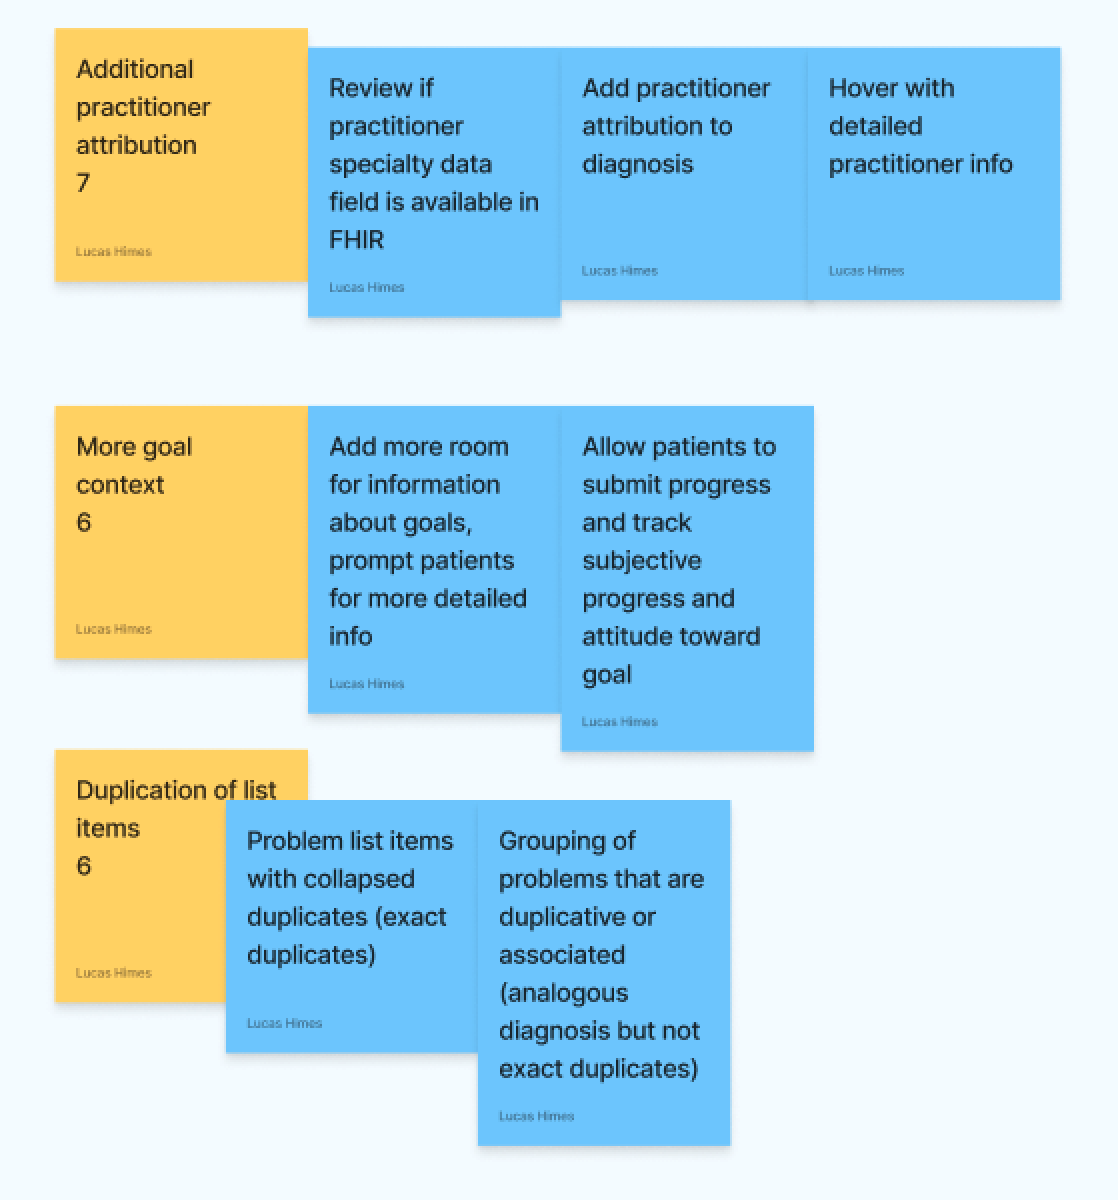 Additional
practitioner
attribution
7
Lucas Himes
Review if
practitioner
specialty data
field is available in
FHIR
Lucas Himes
Add practitioner
attribution to
diagnosis
Lucas Himes
Hover with
detailed
practitioner info
Lucas Himes
More goal
context
6
Lucas Himes
Add more room
for information
about goals,
prompt patients
for more detailed
info
Lucas Himes
Allow patients to
submit progress
and track
subjective
progress and
attitude toward
goal
Lucas Himes
Duplication of list
items
6
Lucas Himes
Problem list items
with collapsed
duplicates (exact
duplicates)
Lucas Himes
Grouping of
problems that are
duplicative or
associated
(analogous
diagnosis but not
exact duplicates)
Lucas Himes